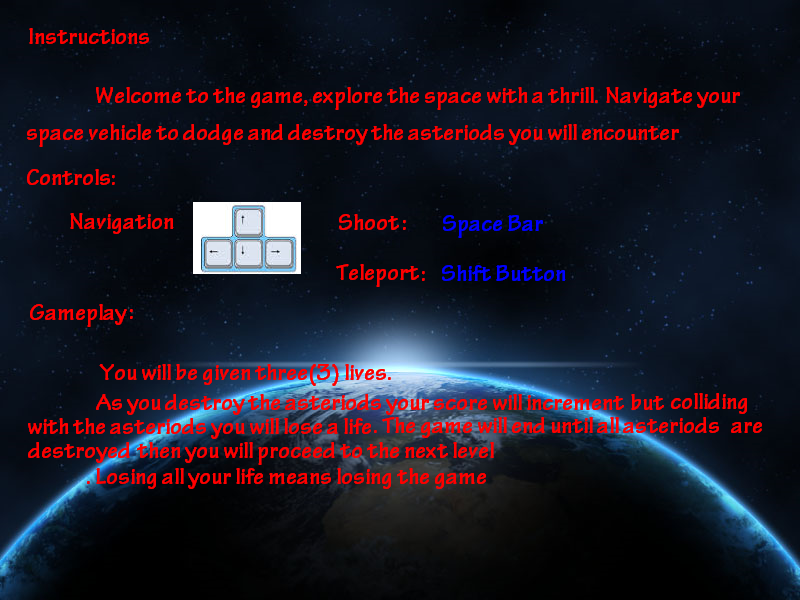 Instructions
Welcome to the game, explore the space with a thrill. Navigate your
space vehicle to dodge and destroy the asteriods you will encounter
Controls:
Navigation ↑ ← ↓ → Shoot: Space Bar
Teleport: Shift Button
Gameplay:
You will be given three(3) lives.
As you destroy the asteriods your score will increment but colliding
with the asteriods you will lose a life. The game will end until all asteriods are
destroyed then you will proceed to the next level
. Losing all your life means losing the game